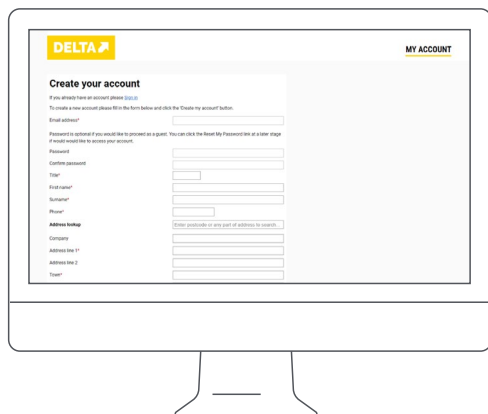 DELTA
MY ACCOUNT
Create your account
If you already have an account please Sign in
To create a new account please fill in the form below and click the 'Create my account' button.
Email address*
Password is optional if you would like to proceed as a guest. You can click the Reset My Password link at a later stage
if would would like to access your account.
Password
Confirm password
Title*
First name*
Surname*
Phone*
Address lookup
Enter postcode or any part of address to search...
Company
Address line 1*
Address line 2
Town*